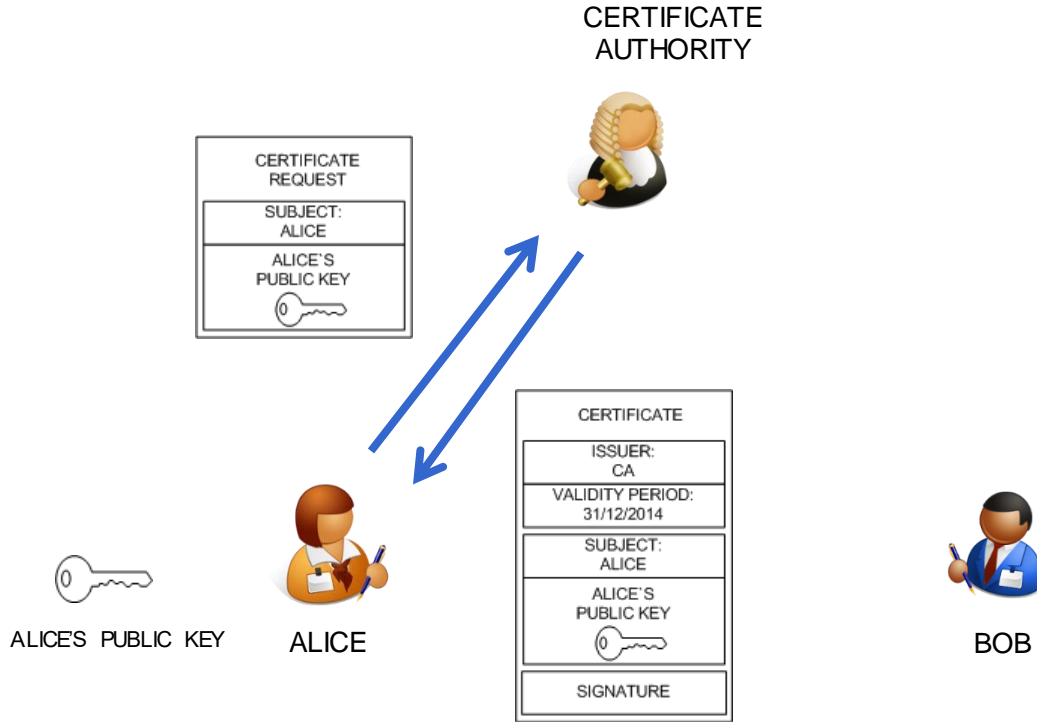 CERTIFICATE
AUTHORITY
CERTIFICATE
REQUEST
SUBJECT:
ALICE
ALICE`S
PUBLIC KEY
CERTIFICATE
ISSUER:
CA
VALIDITY PERIOD:
31/12/2014
SUBJECT:
ALICE
ALICE`S
PUBLIC KEY
SIGNATURE
ALICE'S PUBLIC KEY
ALICE
BOB